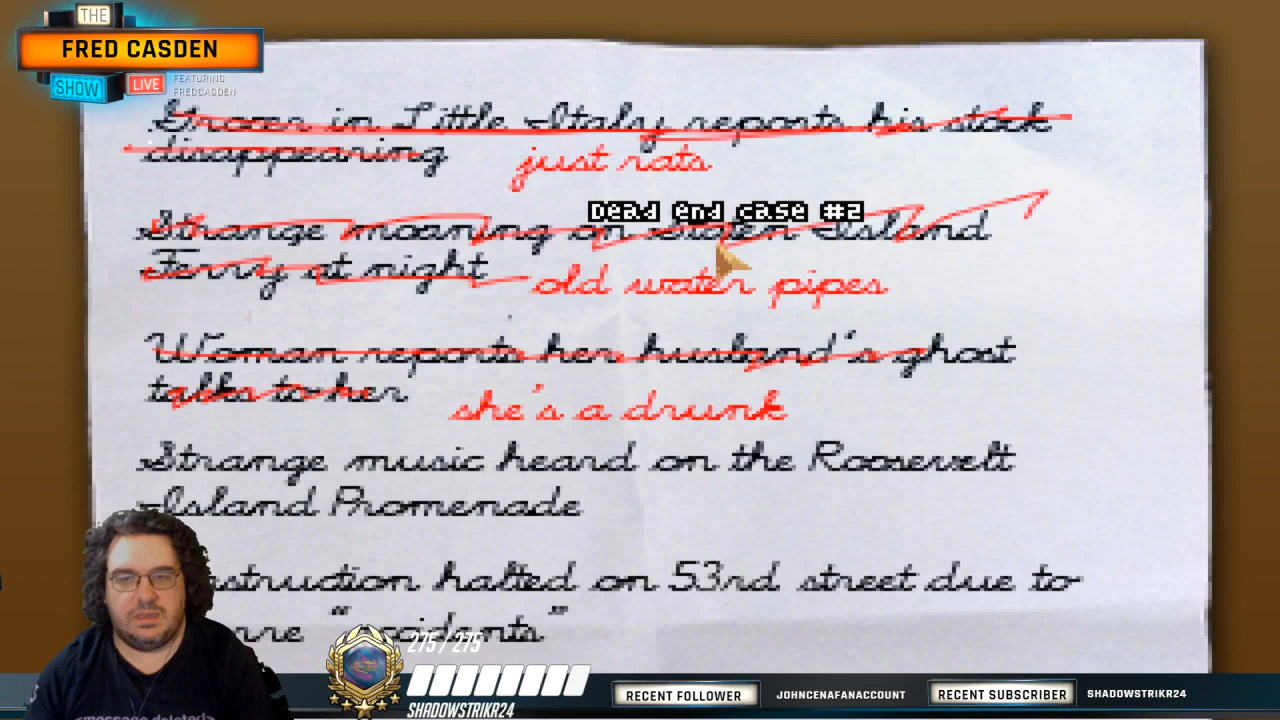 THE
FRED CASDEN
SHOW
LIVE
FEATURING
FREDCASDEN
Grocer in Little Italy reports his stock
disappearing just rats
Dead end case #2
Strange moaning on Staten Island
Ferry at night old water pipes
Woman reports her husband's ghost
talks to her she's a drunk
Strange music heard on the Roosevelt
Island Promenade
halted on 53rd street due to
275 / 275
SHADOWSTRIKR24
RECENT FOLLOWER JOHNCENAFANACCOUNT RECENT SUBSCRIBER SHADOWSTRIKR24
<message deleted>